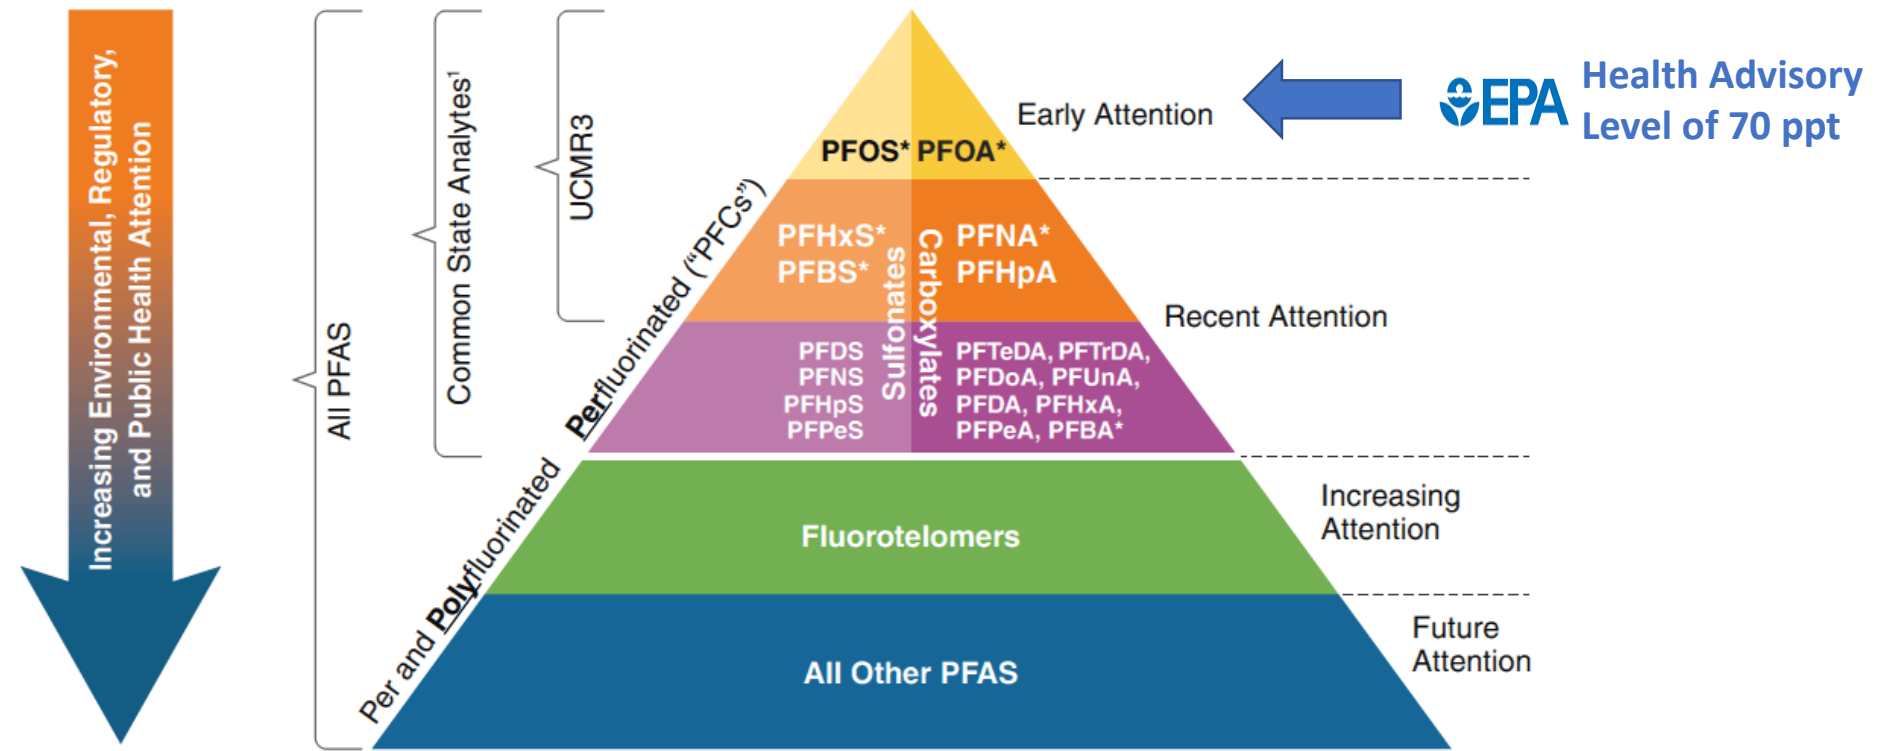 Increasing Environmental, Regulatory,
and Public Health Attention
All PFAS
Common State Analytes¹
UCMR3
Perfluorinated (“PFCs”)
Per and Polyfluorinated
PFOS* PFOA*
PFHxS*
PFBS*
Sulfonates
Carboxylates
PFNA*
PFHpA
PFDS
PFNS
PFHpS
PFPeS
PFTeDA, PFTrDA,
PFDoA, PFUnA,
PFDA, PFHxA,
PFPeA, PFBA*
Fluorotelomers
All Other PFAS
Early Attention
Recent Attention
Increasing
Attention
Future
Attention
EPA
Health Advisory
Level of 70 ppt